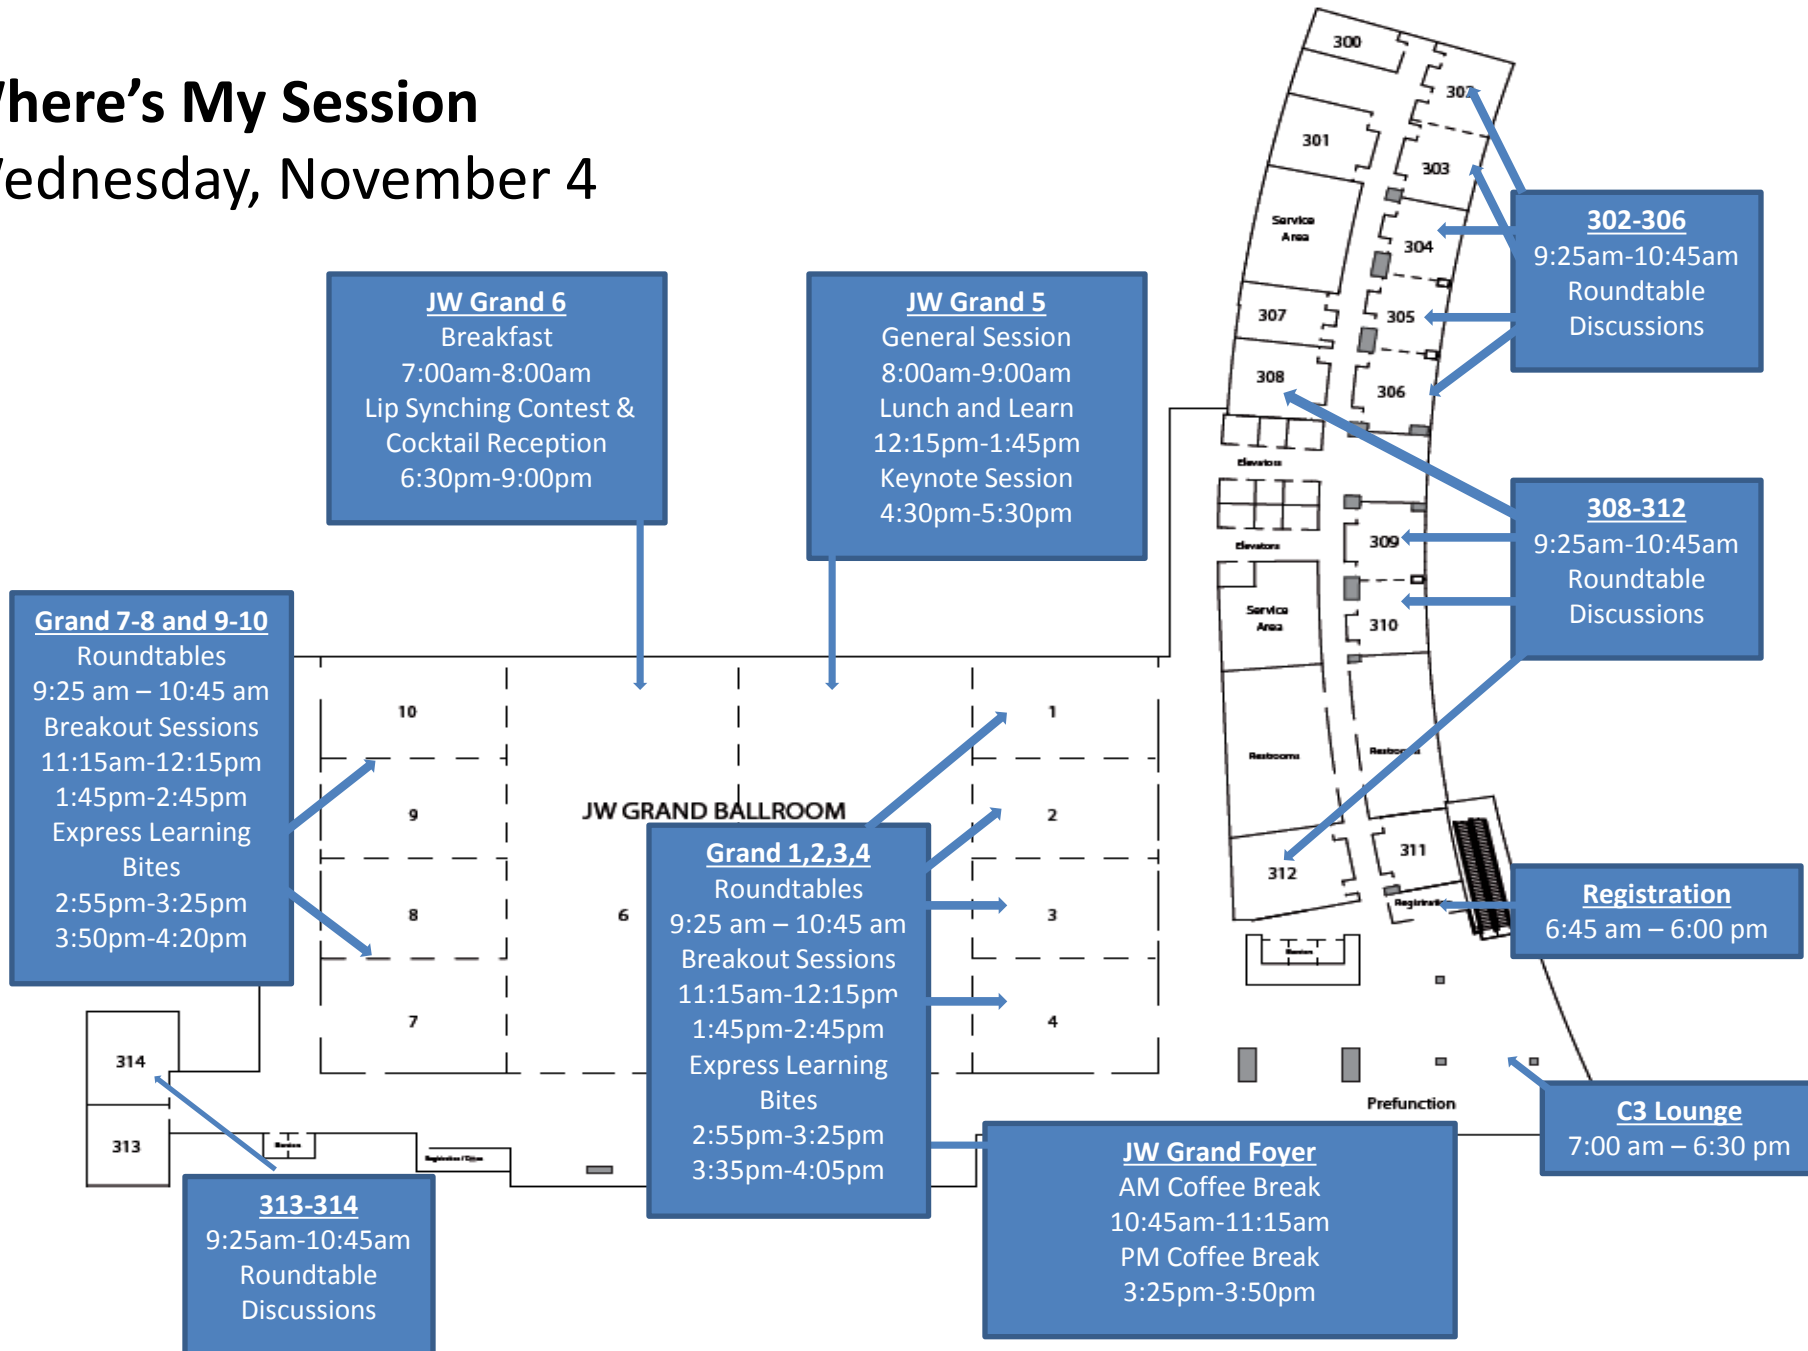 here's My Session
ednesday, November 4
300
302
301
303
Service
Area
304
307
305
308
306
Elevators
Elevators
309
Service
Area
310
Restrooms
Restrooms
311
312
Registration
302-306
9:25am-10:45am
Roundtable
Discussions
308-312
9:25am-10:45am
Roundtable
Discussions
JW Grand 6
Breakfast
7:00am-8:00am
Lip Synching Contest &
Cocktail Reception
6:30pm-9:00pm
JW Grand 5
General Session
8:00am-9:00am
Lunch and Learn
12:15pm-1:45pm
Keynote Session
4:30pm-5:30pm
Grand 7-8 and 9-10
Roundtables
9:25 am – 10:45 am
Breakout Sessions
11:15am-12:15pm
1:45pm-2:45pm
Express Learning
Bites
2:55pm-3:25pm
3:50pm-4:20pm
10
9
8
7
JW GRAND BALLROOM
6
1
2
3
4
Grand 1,2,3,4
Roundtables
9:25 am – 10:45 am
Breakout Sessions
11:15am-12:15pm
1:45pm-2:45pm
Express Learning
Bites
2:55pm-3:25pm
3:35pm-4:05pm
Registration
6:45 am – 6:00 pm
Prefunction
C3 Lounge
7:00 am – 6:30 pm
314
313
313-314
9:25am-10:45am
Roundtable
Discussions
JW Grand Foyer
AM Coffee Break
10:45am-11:15am
PM Coffee Break
3:25pm-3:50pm